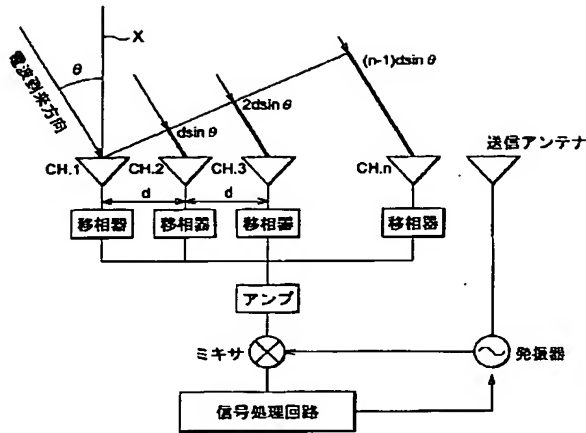 X
(n-1)dsin θ
θ
電波到来方向
2dsin θ
dsin θ
送信アンテナ
CH.1
CH.2
CH.3
CH.n
d
d
移相器
移相器
移相器
移相器
アンプ
ミキサ
発振器
信号処理回路